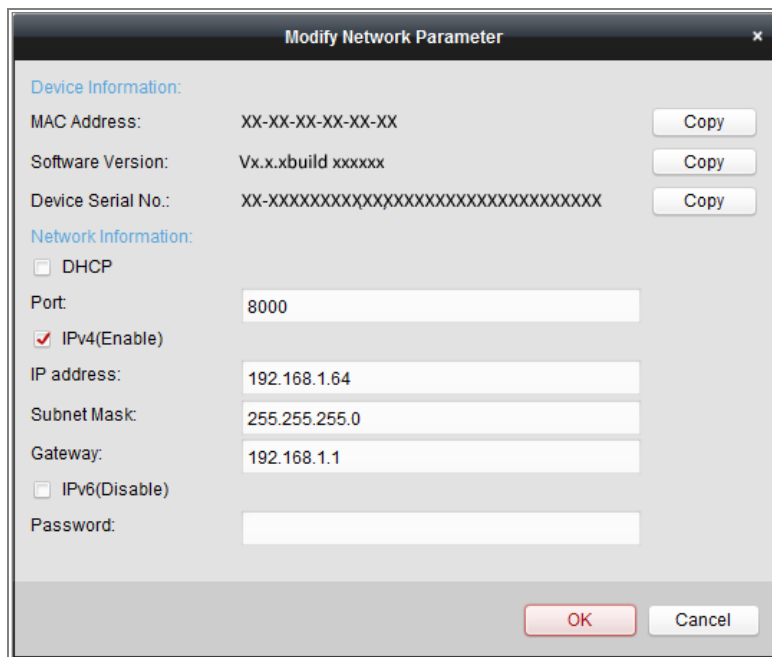 Modify Network Parameter ×
Device Information:
MAC Address: XX-XX-XX-XX-XX-XX Copy
Software Version: Vx.x.xbuild xxxxxx Copy
Device Serial No.: XX-XXXXXXXXXXXXXXXXXXXXXXXXXXXXXXX Copy
Network Information:
DHCP
Port: 8000
IPv4(Enable)
IP address: 192.168.1.64
Subnet Mask: 255.255.255.0
Gateway: 192.168.1.1
IPv6(Disable)
Password:
OK Cancel